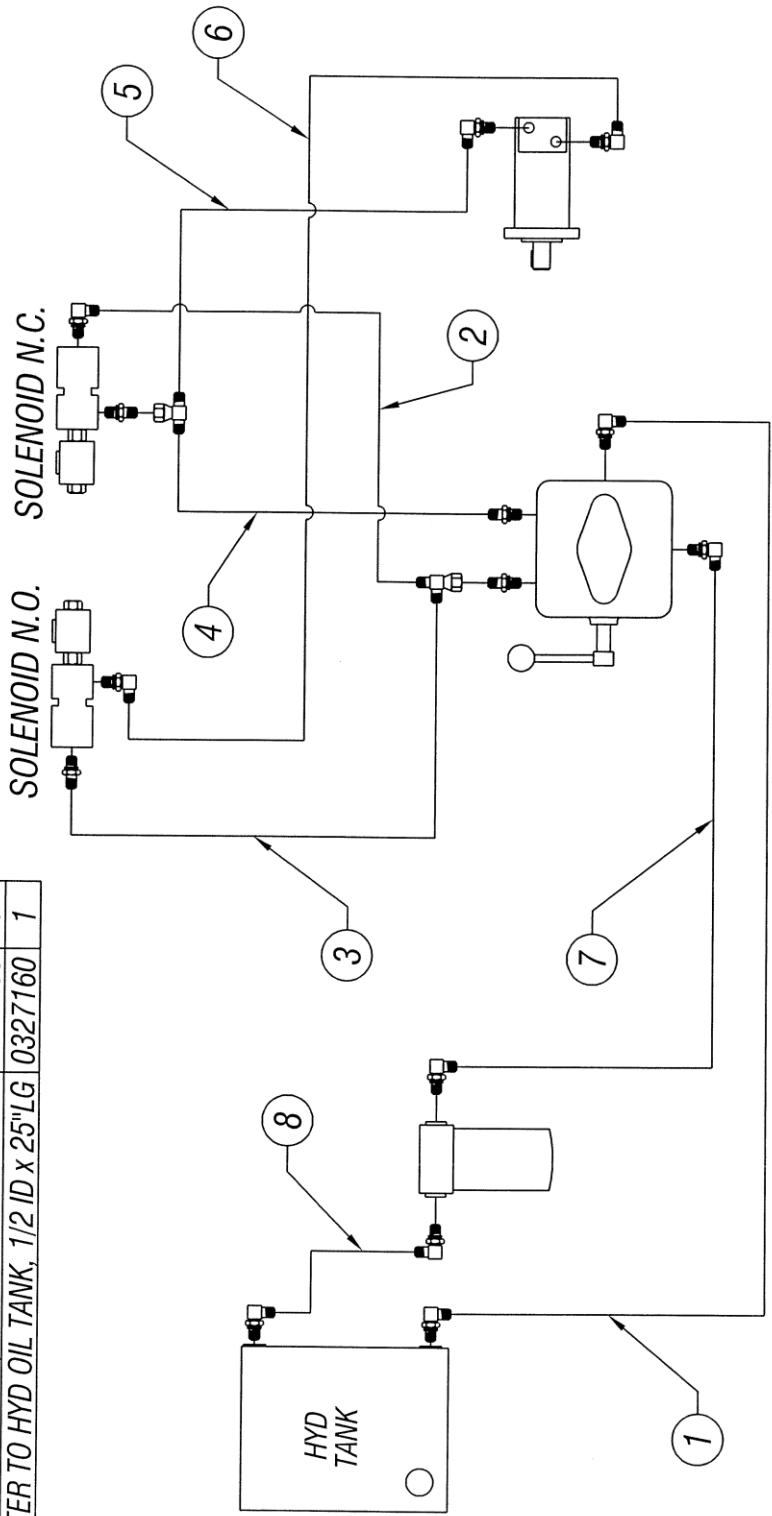 TER TO HYD OIL TANK, 1/2 ID x 25"LG 0327160 1
SOLENOID N.O.
SOLENOID N.C.
3
4
2
5
6
8
7
1
HYD
TANK